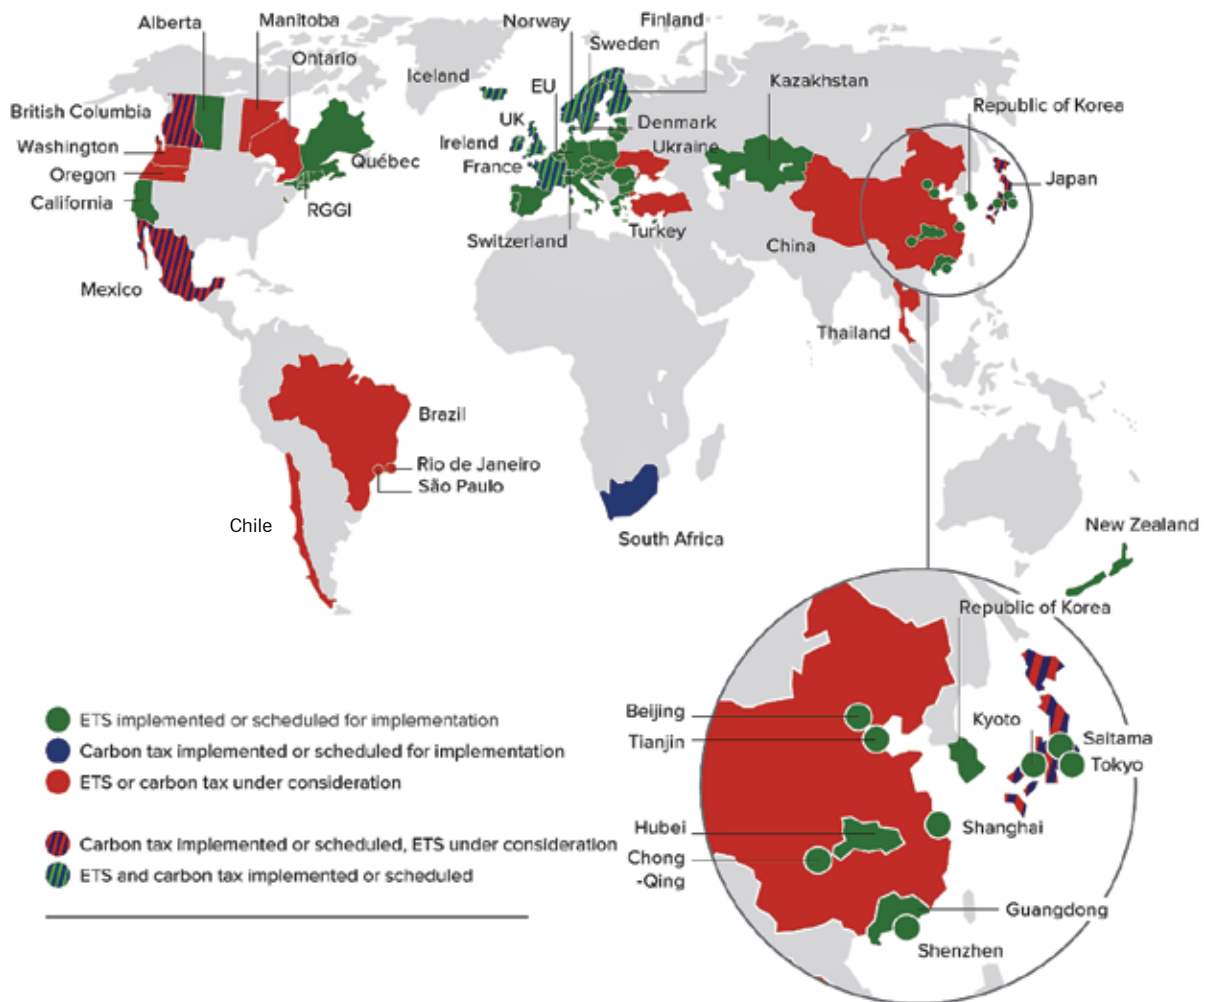 Alberta
Manitoba
Ontario
British Columbia
Washington
Oregon
California
Québec
RGGI
Mexico
Iceland
Norway
Sweden
Finland
EU
UK
Ireland
France
Denmark
Ukraine
Switzerland
Turkey
Kazakhstan
Republic of Korea
Japan
China
Thailand
Brazil
Rio de Janeiro
São Paulo
Chile
South Africa
New Zealand
Republic of Korea
Beijing
Tianjin
Kyoto
Saitama
Tokyo
Hubei
Shanghai
Chong
-Qing
Guangdong
Shenzhen
ETS implemented or scheduled for implementation
Carbon tax implemented or scheduled for implementation
ETS or carbon tax under consideration
Carbon tax implemented or scheduled, ETS under consideration
ETS and carbon tax implemented or scheduled